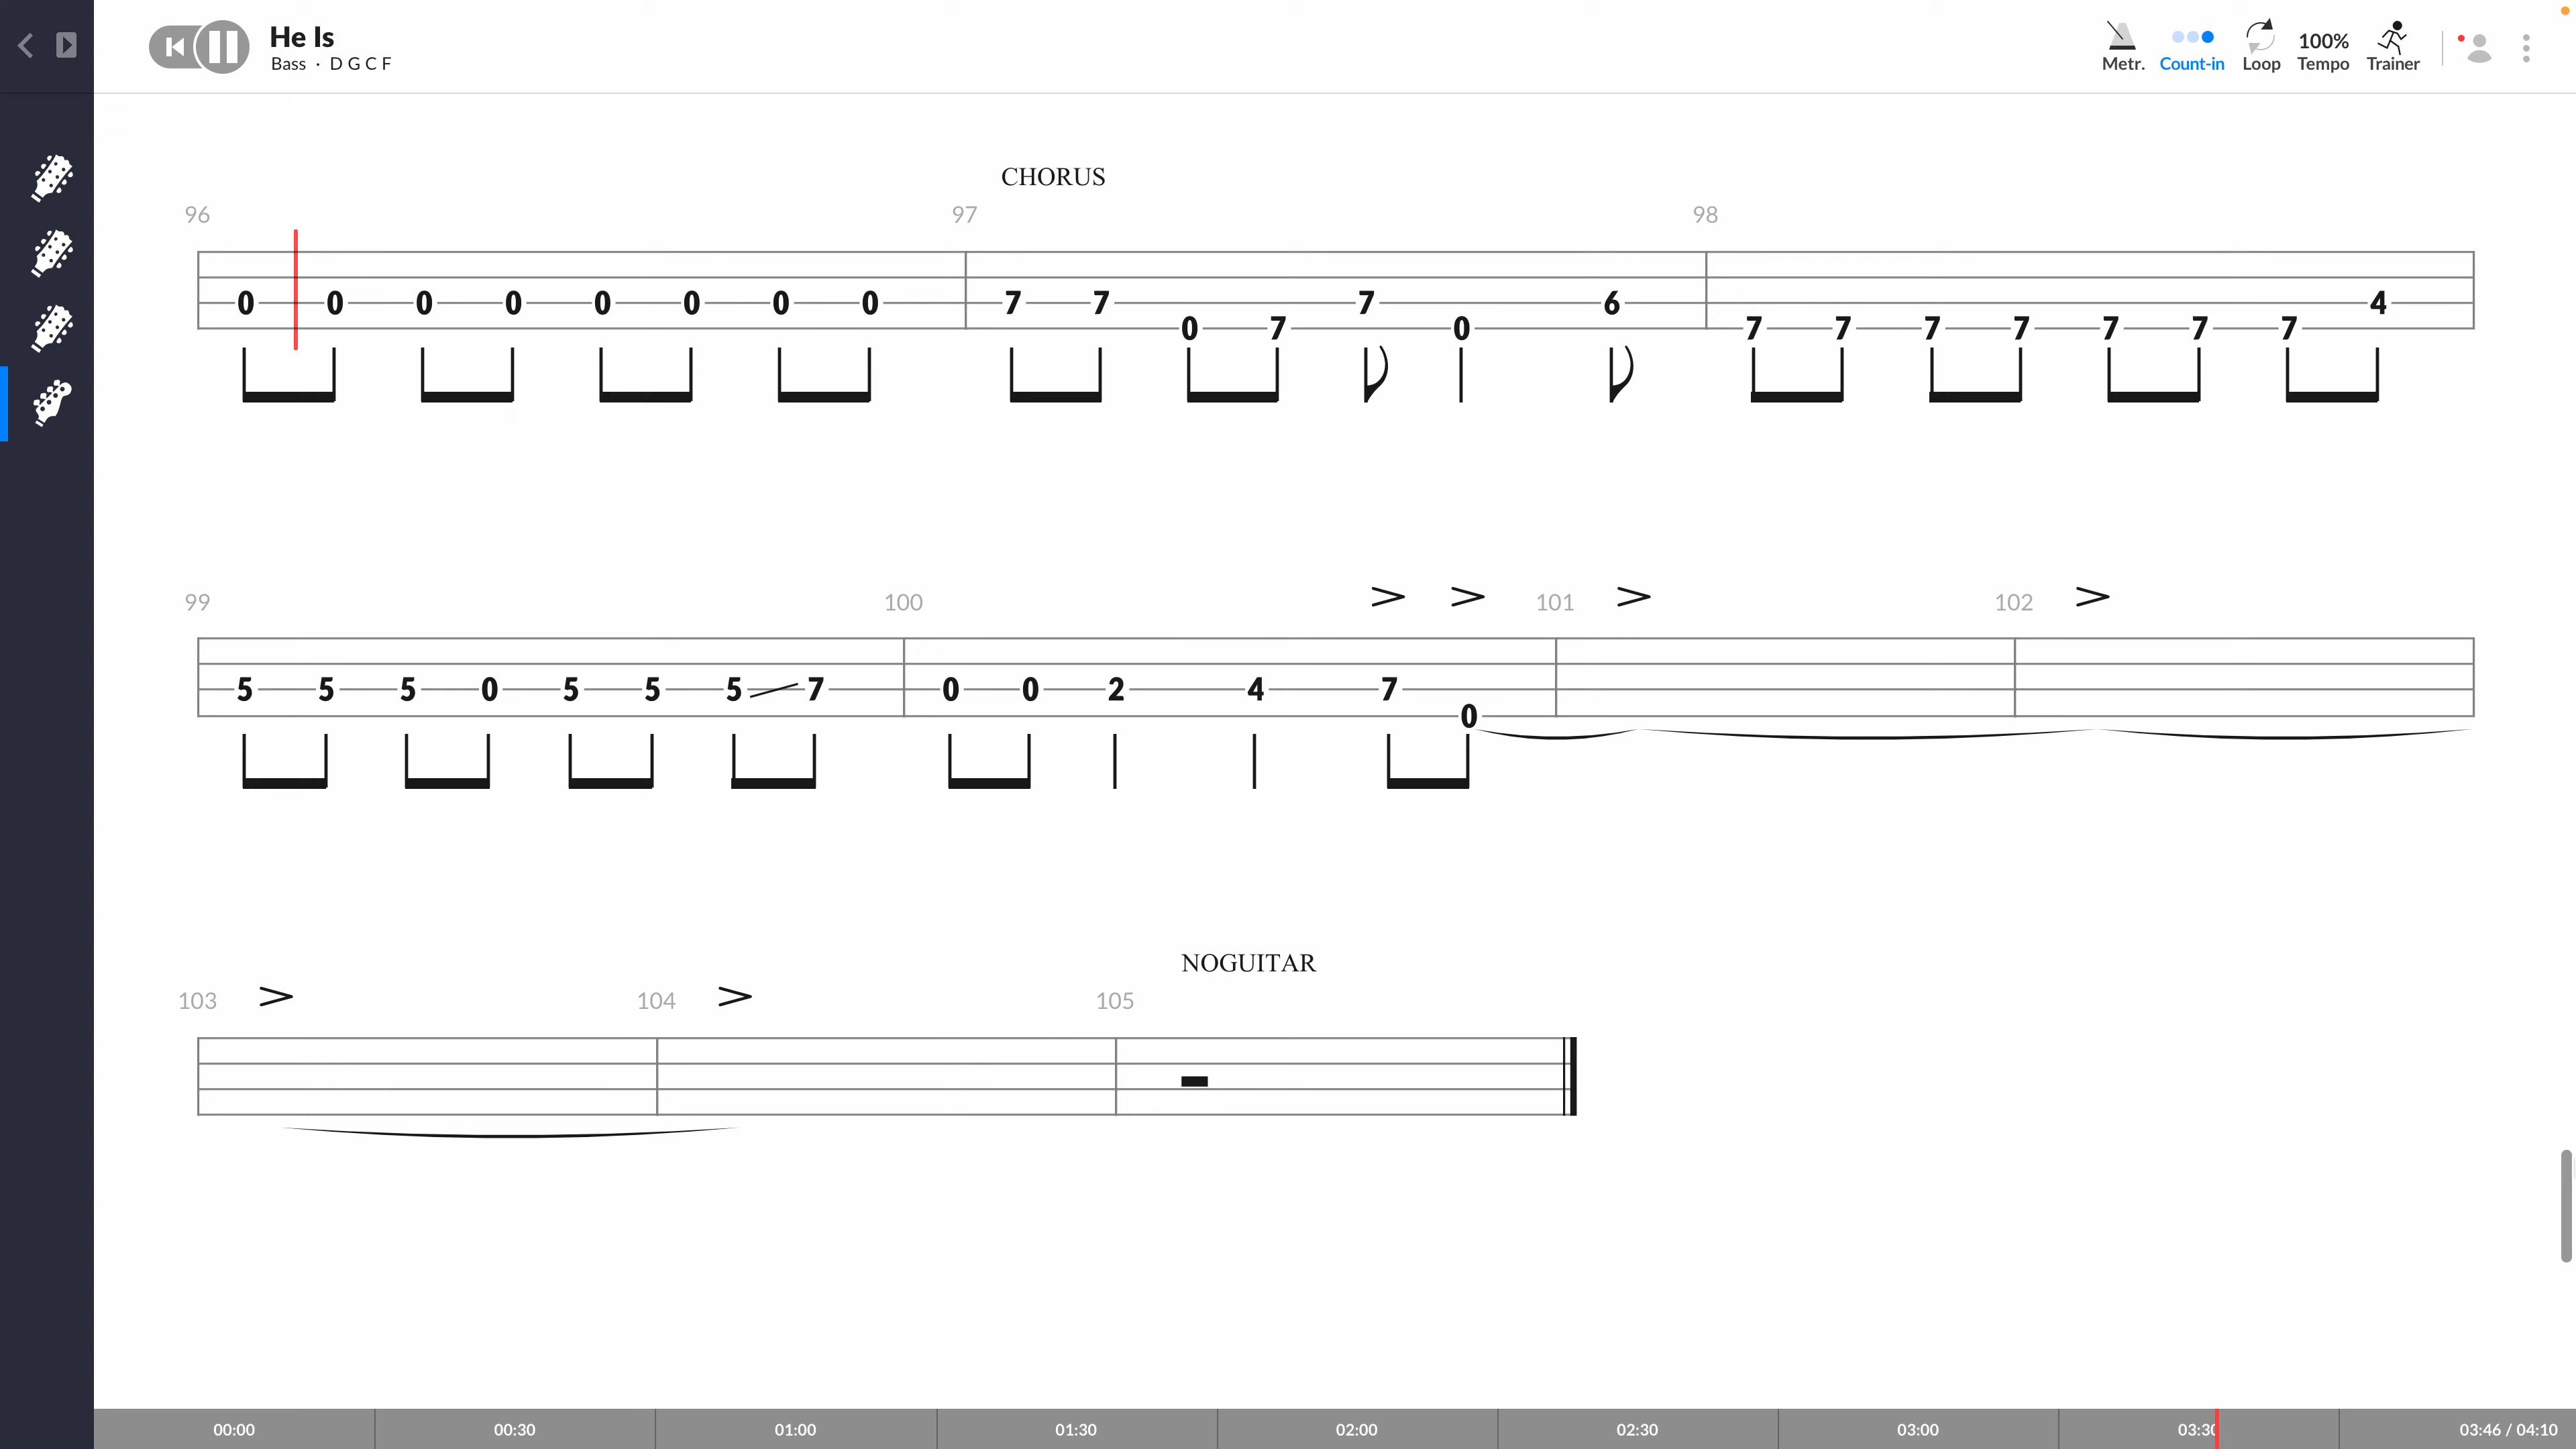 He Is
Bass · D G C F
Metr.
Count-in
Loop
100%
Tempo
Trainer
CHORUS
96 97 98
0 0 0 0 0 0 0 0 7 7 0 7 7 0 6 7 7 7 7 7 7 7 4
99 100 101 102
5 5 5 0 5 5 5 7 0 0 2 4 7 0
NOGUITAR
103 104 105
00:00 00:30 01:00 01:30 02:00 02:30 03:00 03:30 03:46 / 04:10